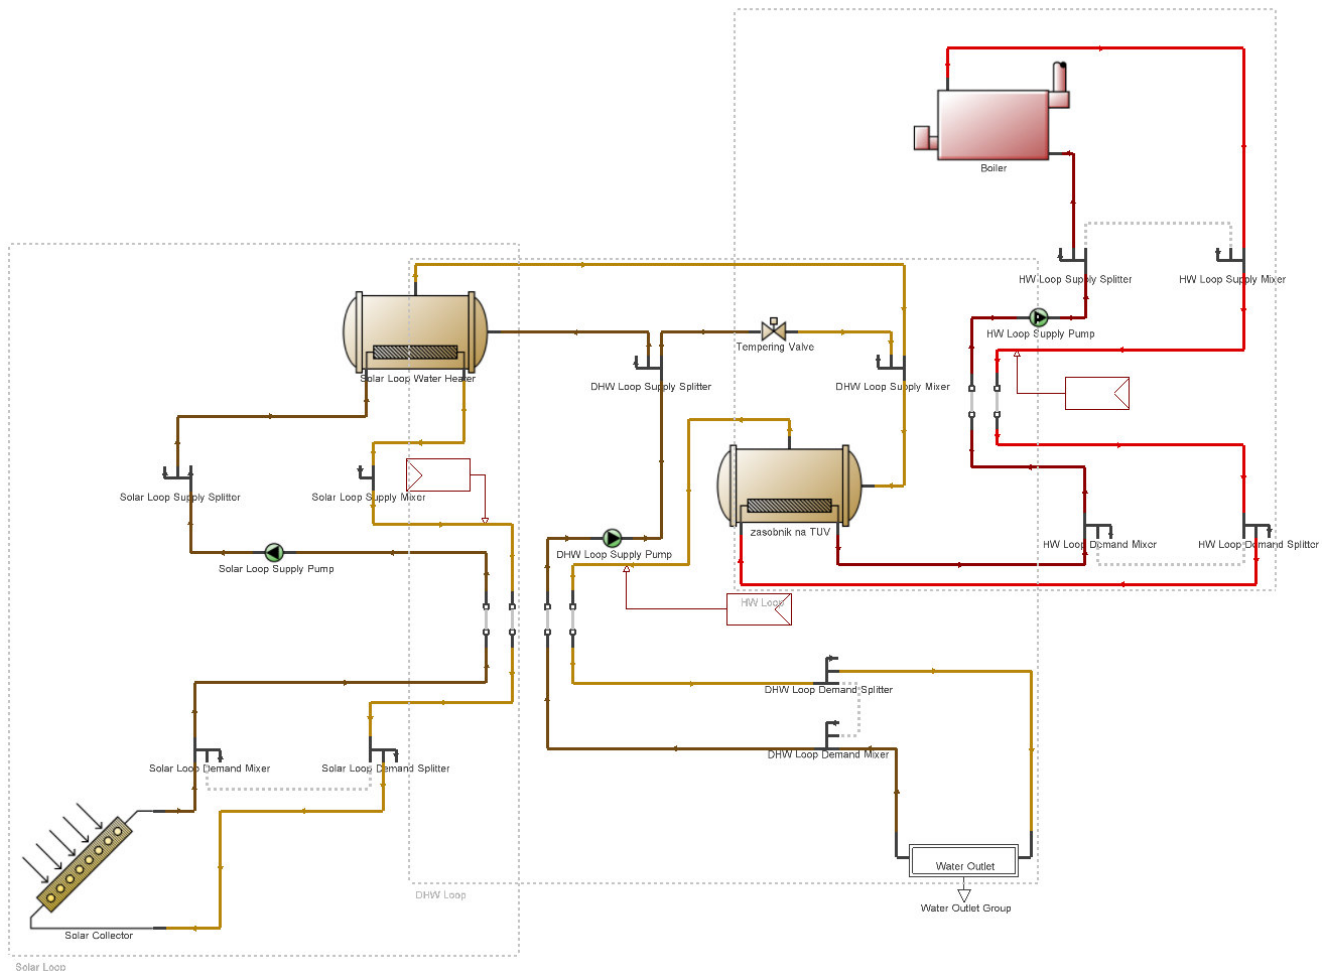 Boiler
HW Loop Supply Splitter
HW Loop Supply Mixer
HW Loop Supply Pump
Tempering Valve
Solar Loop Water Heater
DHW Loop Supply Splitter
DHW Loop Supply Mixer
Solar Loop Supply Splitter
Solar Loop Supply Mixer
zasobnik na TUV
HW Loop Demand Mixer
HW Loop Demand Splitter
DHW Loop Supply Pump
Solar Loop Supply Pump
HW Loop
DHW Loop Demand Splitter
DHW Loop Demand Mixer
Solar Loop Demand Mixer
Solar Loop Demand Splitter
Water Outlet
DHW Loop
Water Outlet Group
Solar Collector
Solar Loop